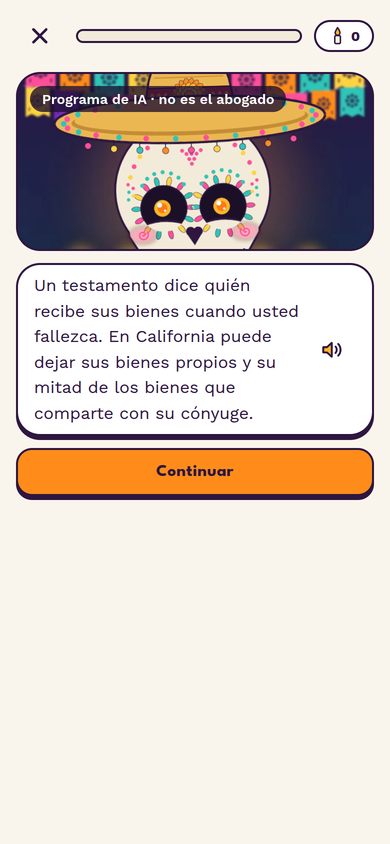 0
Programa de IA · no es el abogado
Un testamento dice quién
recibe sus bienes cuando usted
fallezca. En California puede
dejar sus bienes propios y su
mitad de los bienes que
comparte con su cónyuge.
Continuar